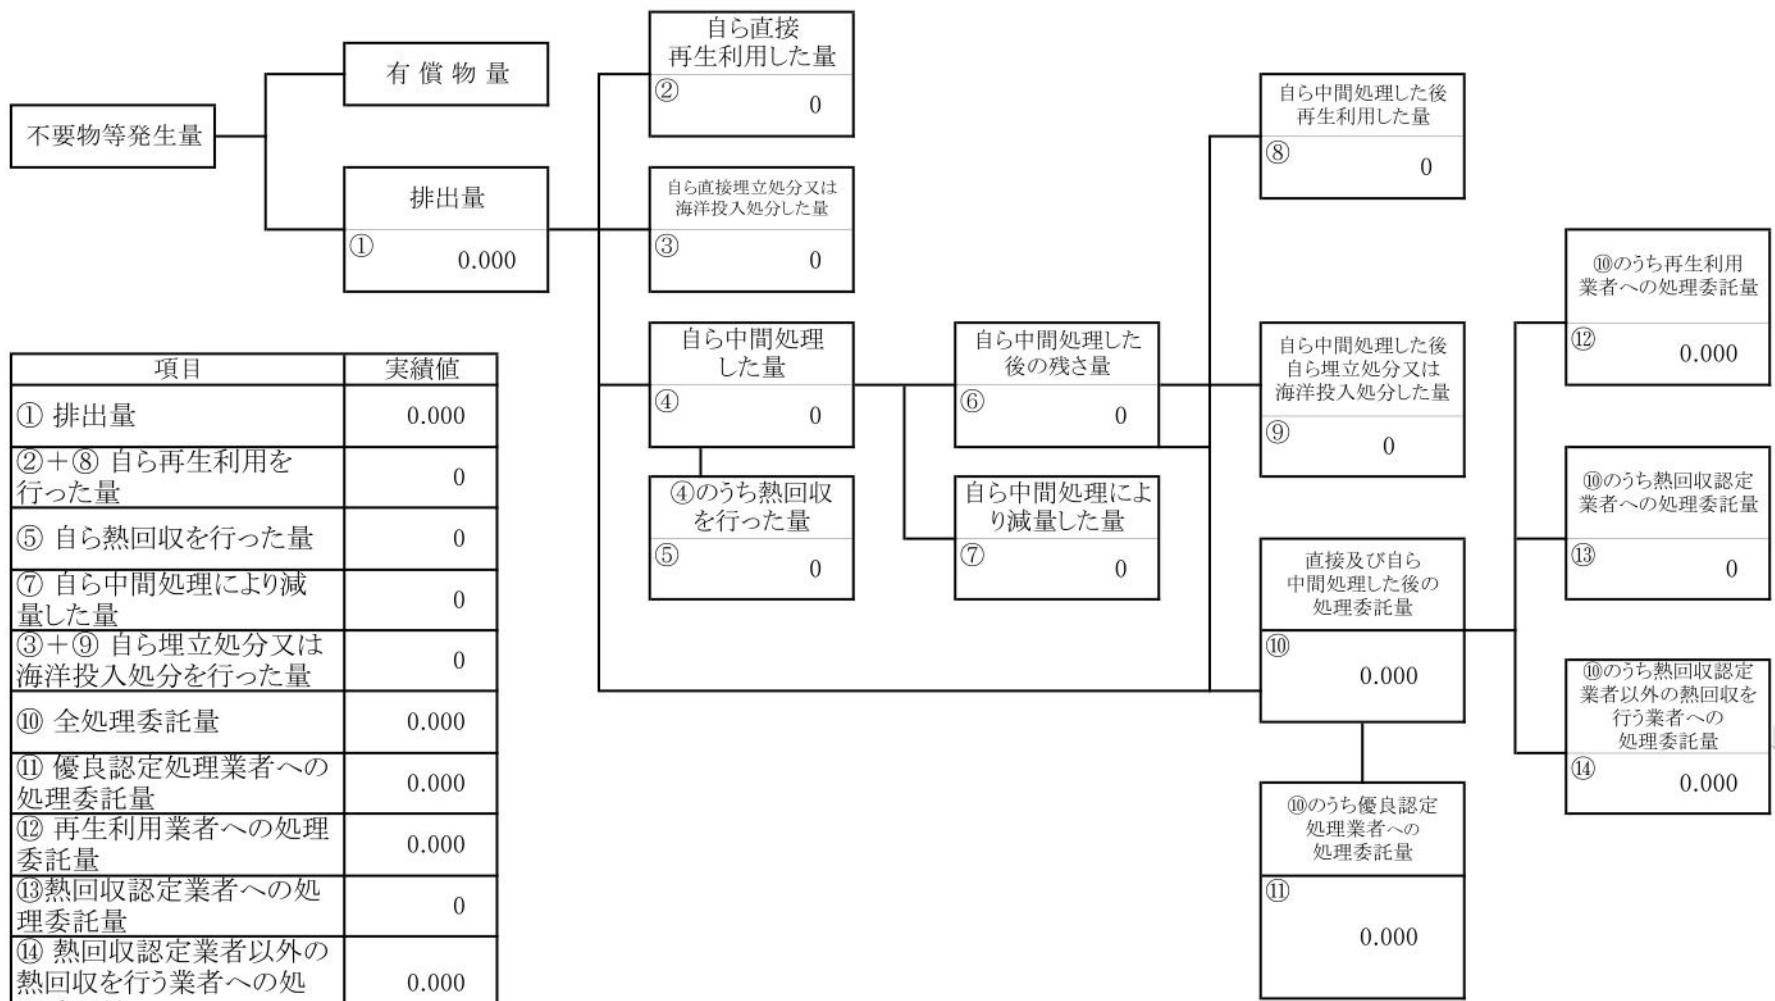 不要物等発生量
有 償 物 量
排出量
①
0.000
自ら直接
再生利用した量
②
0
自ら直接埋立処分又は
海洋投入処分した量
③
0
自ら中間処理
した量
④
0
④のうち熱回収
を行った量
⑤
0
自ら中間処理した
後の残さ量
⑥
0
自ら中間処理によ
り減量した量
⑦
0
自ら中間処理した後
再生利用した量
⑧
0
自ら中間処理した後
自ら埋立処分又は
海洋投入処分した量
⑨
0
直接及び自ら
中間処理した後の
処理委託量
⑩
0.000
⑩のうち優良認定
処理業者への
処理委託量
⑪
0.000
⑩のうち再生利用
業者への処理委託量
⑫
0.000
⑩のうち熱回収認定
業者への処理委託量
⑬
0
⑩のうち熱回収認定
業者以外の熱回収を
行う業者への
処理委託量
⑭
0.000
項目 実績値
① 排出量 0.000
②+⑧ 自ら再生利用を
行った量
0
⑤ 自ら熱回収を行った量 0
⑦ 自ら中間処理により減
量した量
0
③+⑨ 自ら埋立処分又は
海洋投入処分を行った量
0
⑩ 全処理委託量 0.000
⑪ 優良認定処理業者への
処理委託量
0.000
⑫ 再生利用業者への処理
委託量
0.000
⑬熱回収認定業者への処
理委託量
0
⑭ 熱回収認定業者以外の
熱回収を行う業者への処
0.000